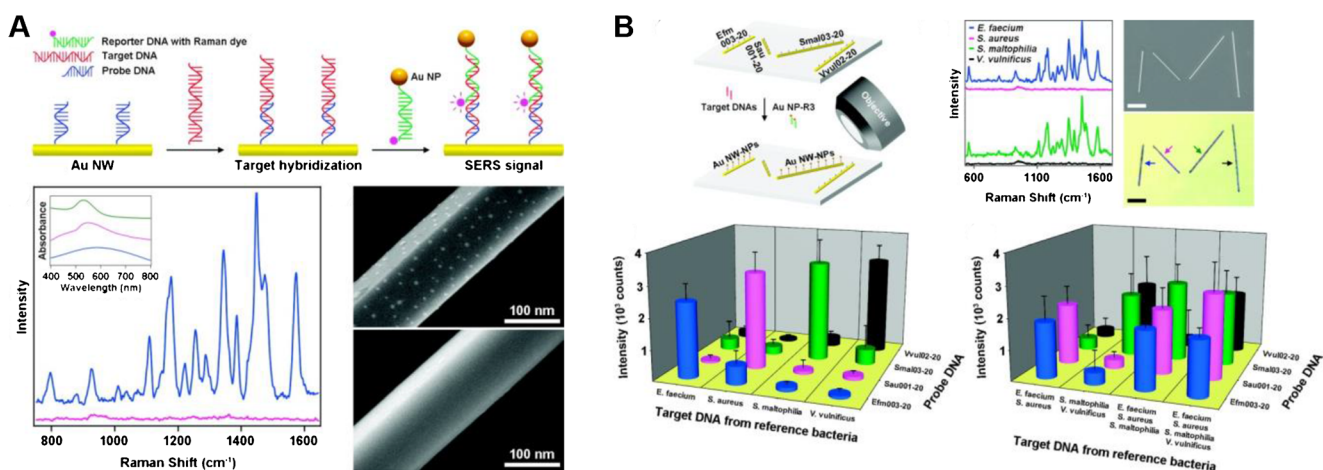 A
Reporter DNA with Raman dye
Target DNA
Probe DNA
Au NP
Au NW
Target hybridization
SERS signal
Absorbance
400 500 600 700 800
Wavelength (nm)
Intensity
800 1000 1200 1400 1600
Raman Shift (cm⁻¹)
100 nm
100 nm
B
Efm
003-20
Sau
001-20
Smal03-20
Vvul02-20
Target DNAs
Au NP-R3
Objective
Au NW-NPs
Au NW-NPs
E. faecium
S. aureus
S. maltophilia
V. vulnificus
Intensity
600 800 1000 1200 1400 1600
Raman Shift (cm⁻¹)
Intensity (10³ counts)
4
3
2
1
Vvul02-20
Smal03-20
Sau001-20
Efm003-20
Probe DNA
E. faecium
S. aureus
S. maltophilia
V. vulnificus
Target DNA from reference bacteria
Intensity (10³ counts)
4
3
2
1
Vvul02-20
Smal03-20
Sau001-20
Efm003-20
Probe DNA
E. faecium
S. aureus
S. maltophilia
V. vulnificus
E. faecium
S. aureus
S. maltophilia
E. faecium
S. aureus
S. maltophilia
V. vulnificus
Target DNA from reference bacteria